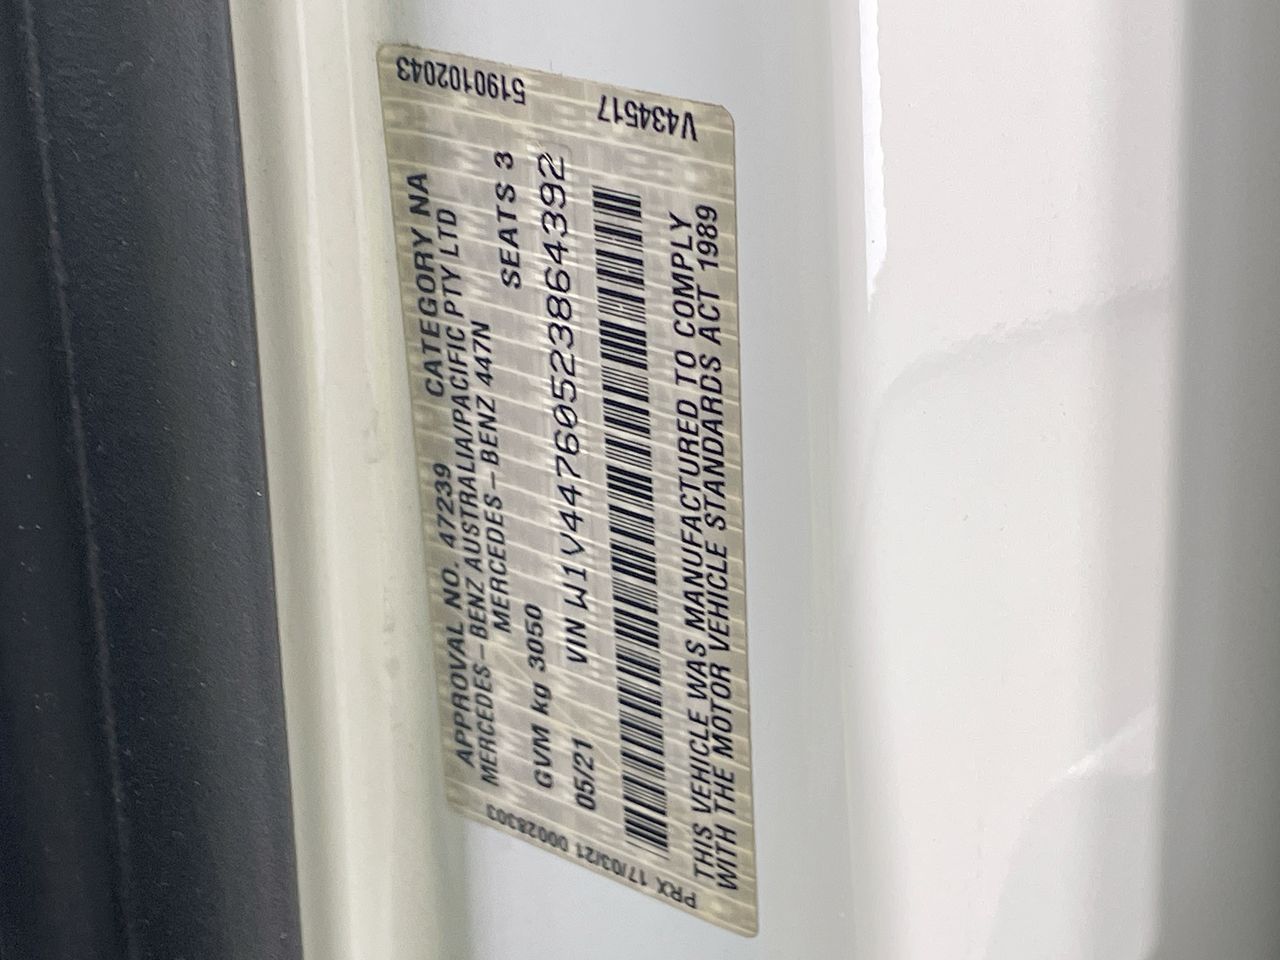 APPROVAL NO. 47239 CATEGORY NA
MERCEDES – BENZ AUSTRALIA/PACIFIC PTY LTD
MERCEDES – BENZ 447N
GVM kg 3050 SEATS 3
05/21 VIN W1V44760523864392
THIS VEHICLE WAS MANUFACTURED TO COMPLY
WITH THE MOTOR VEHICLE STANDARDS ACT 1989
5190102043 V434517
PRX 17/03/21 00028303